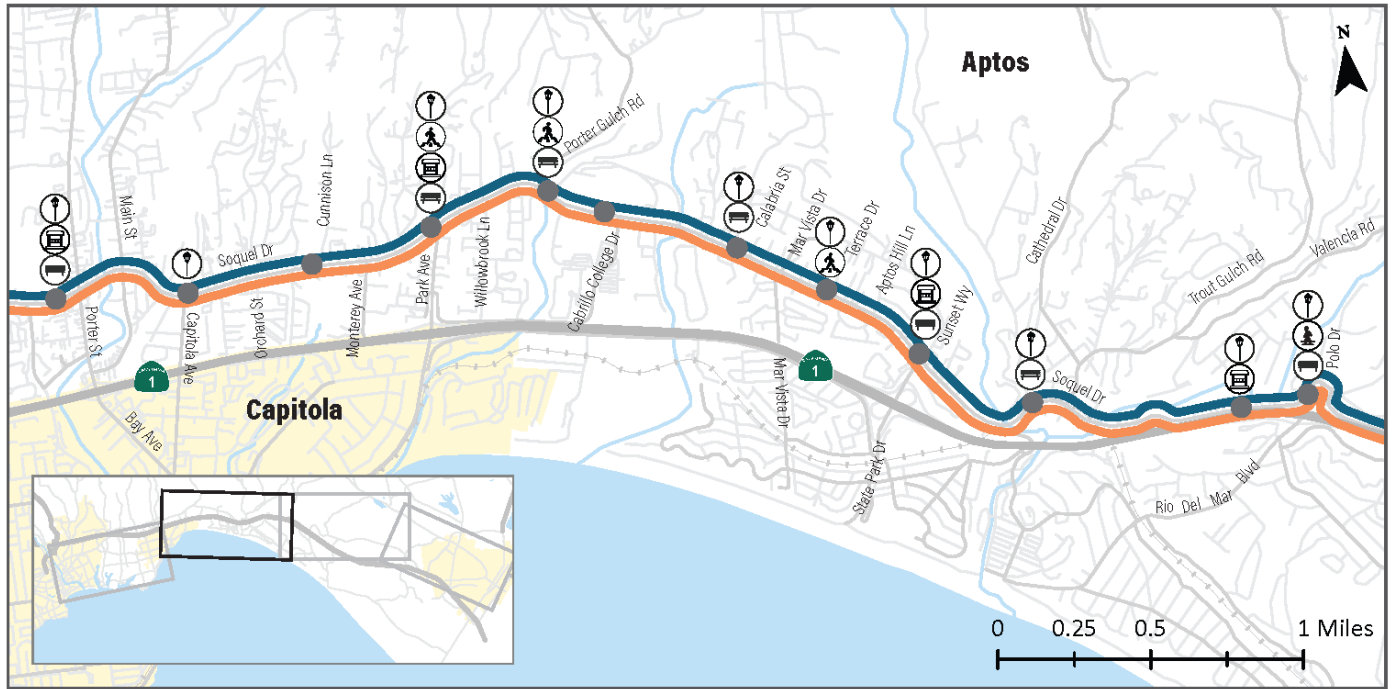 Aptos
N
Porter Gulch Rd
Main St
Cunnison Ln
Soquel Dr
Calabria St
Mar Vista Dr
Terrace Dr
Aptos Hill Ln
Cathedral Dr
Valencia Rd
Trout Gulch Rd
Willowbrook Ln
Park Ave
Cabrillo College Dr
Sunset Wy
Polo Dr
Porter St
Capitola Ave
Orchard St
Monterey Ave
1
1
Mar Vista Dr
Soquel Dr
Capitola
Bay Ave
State Park Dr
Rio Del Mar Blvd
0 0.25 0.5 1 Miles